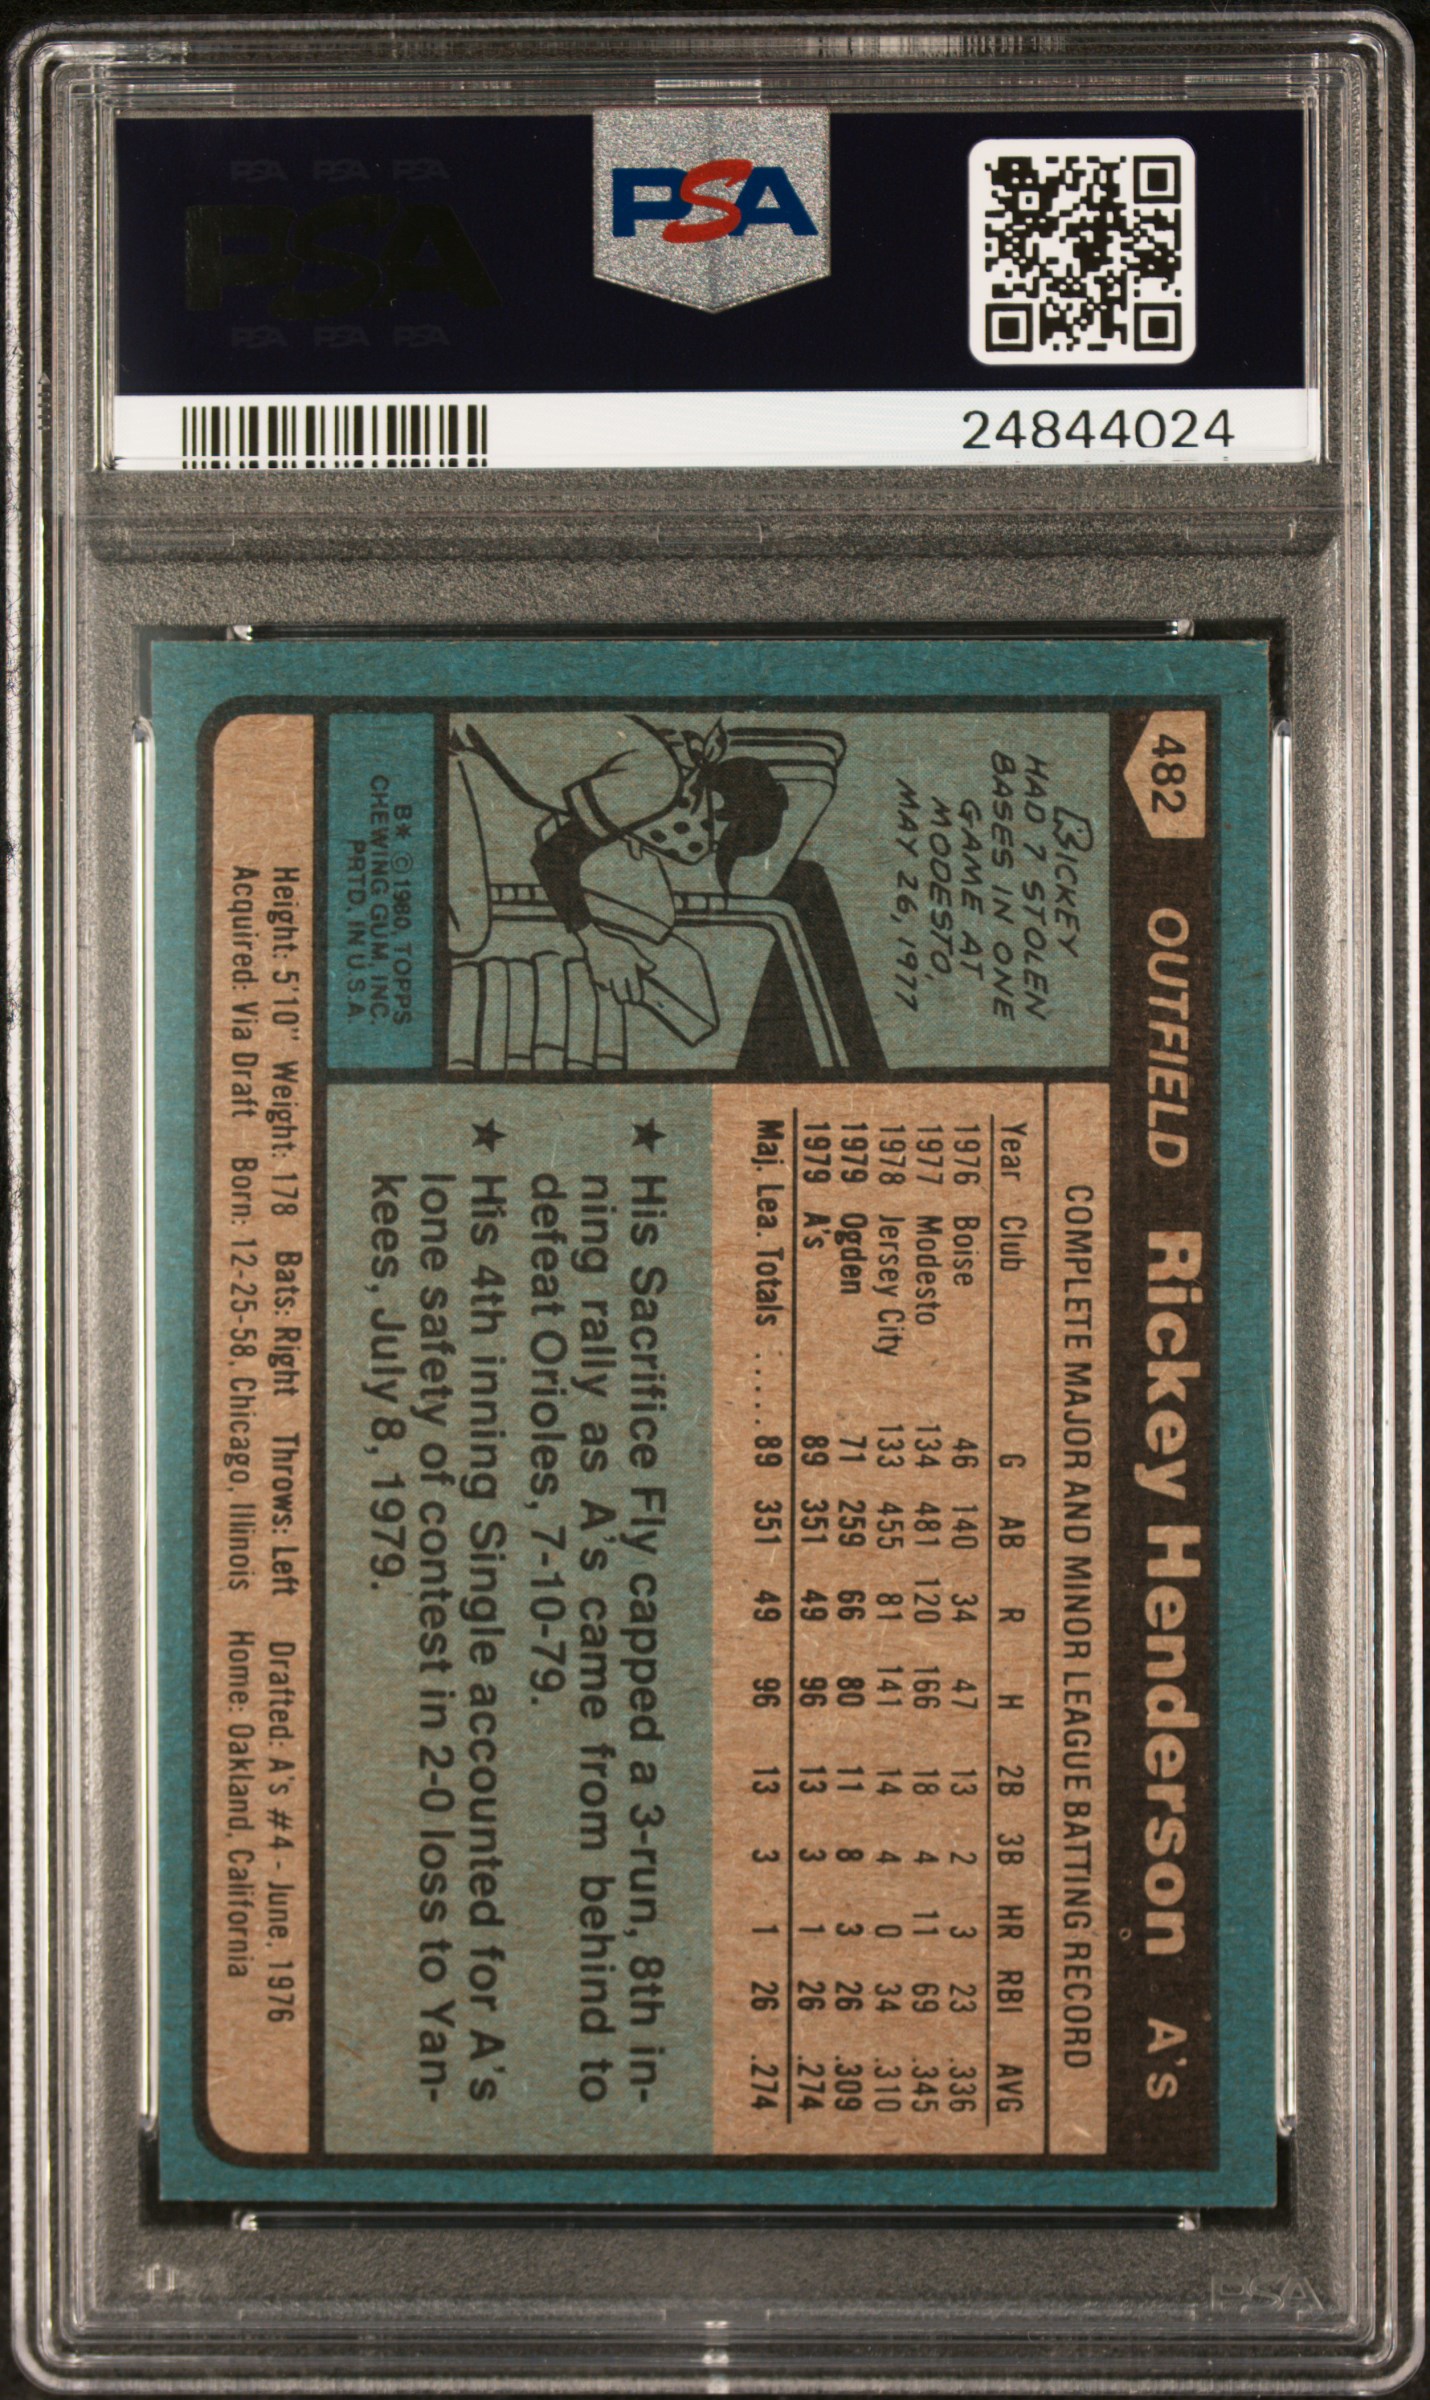 PSA PSA PSA
PSA
PSA PSA PSA
PSA
24844024
482 OUTFIELD Rickey Henderson A's
RICKEY
HAD 7 STOLEN
BASES IN ONE
GAME AT
MODESTO,
MAY 26, 1977
B* © 1980, TOPPS
CHEWING GUM, INC.
PRTD. IN U.S.A.
COMPLETE MAJOR AND MINOR LEAGUE BATTING RECORD
Year Club G AB R H 2B 3B HR RBI AVG
1976 Boise 46 140 34 47 13 2 3 23 .336
1977 Modesto 134 481 120 166 18 4 11 69 .345
1978 Jersey City 133 455 81 141 14 4 0 34 .310
1979 Ogden 71 259 66 80 11 8 3 26 .309
1979 A's 89 351 49 96 13 3 1 26 .274
Maj. Lea. Totals ..... 89 351 49 96 13 3 1 26 .274
★ His Sacrifice Fly capped a 3-run, 8th in-
ning rally as A's came from behind to
defeat Orioles, 7-10-79.
★ His 4th inning Single accounted for A's
lone safety of contest in 2-0 loss to Yan-
kees, July 8, 1979.
Height: 5'10" Weight: 178 Bats: Right Throws: Left Drafted: A's #4 - June, 1976
Acquired: Via Draft Born: 12-25-58, Chicago, Illinois Home: Oakland, California
PSA